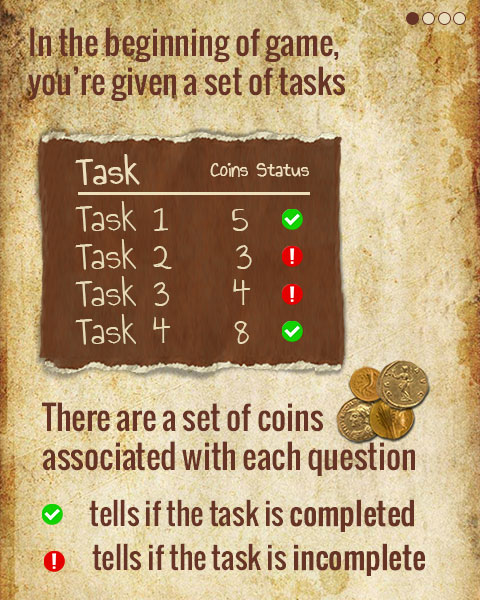 In the beginning of game,
you're given a set of tasks
Task Coins Status
Task 1 5
Task 2 3
Task 3 4
Task 4 8
There are a set of coins
associated with each question
tells if the task is completed
tells if the task is incomplete